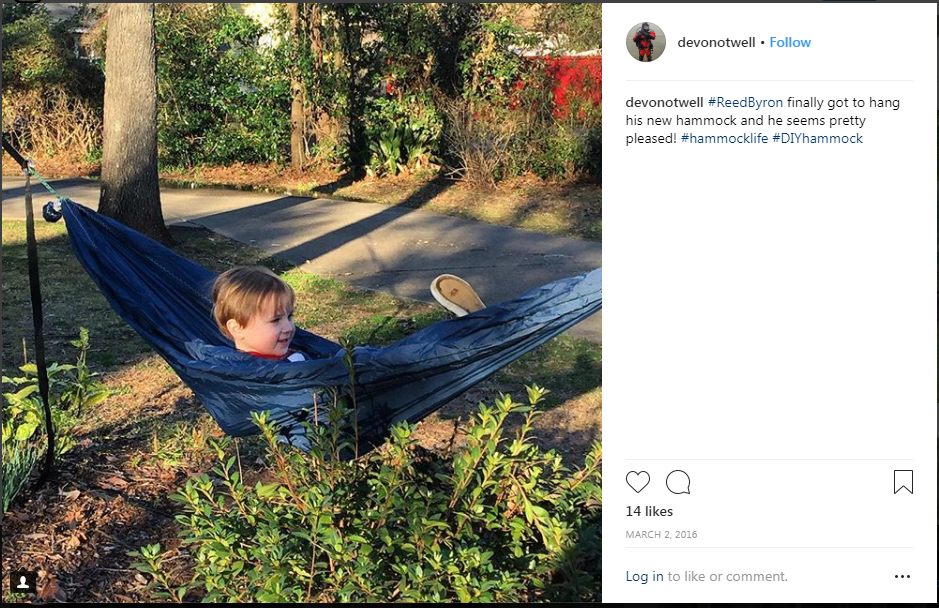 devonotwell • Follow
devonotwell #ReedByron finally got to hang
his new hammock and he seems pretty
pleased! #hammocklife #DIYhammock
14 likes
MARCH 2, 2016
Log in to like or comment.